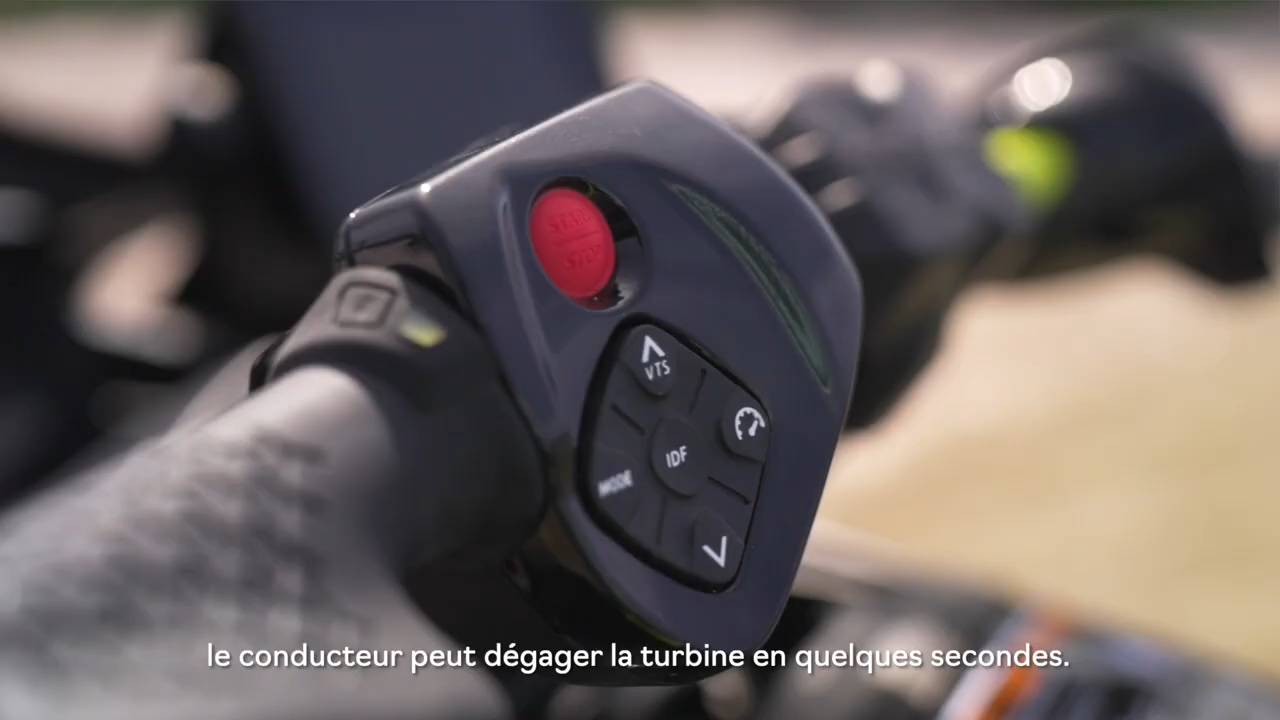 START
STOP
VTS
IDF
MODE
le conducteur peut dégager la turbine en quelques secondes.